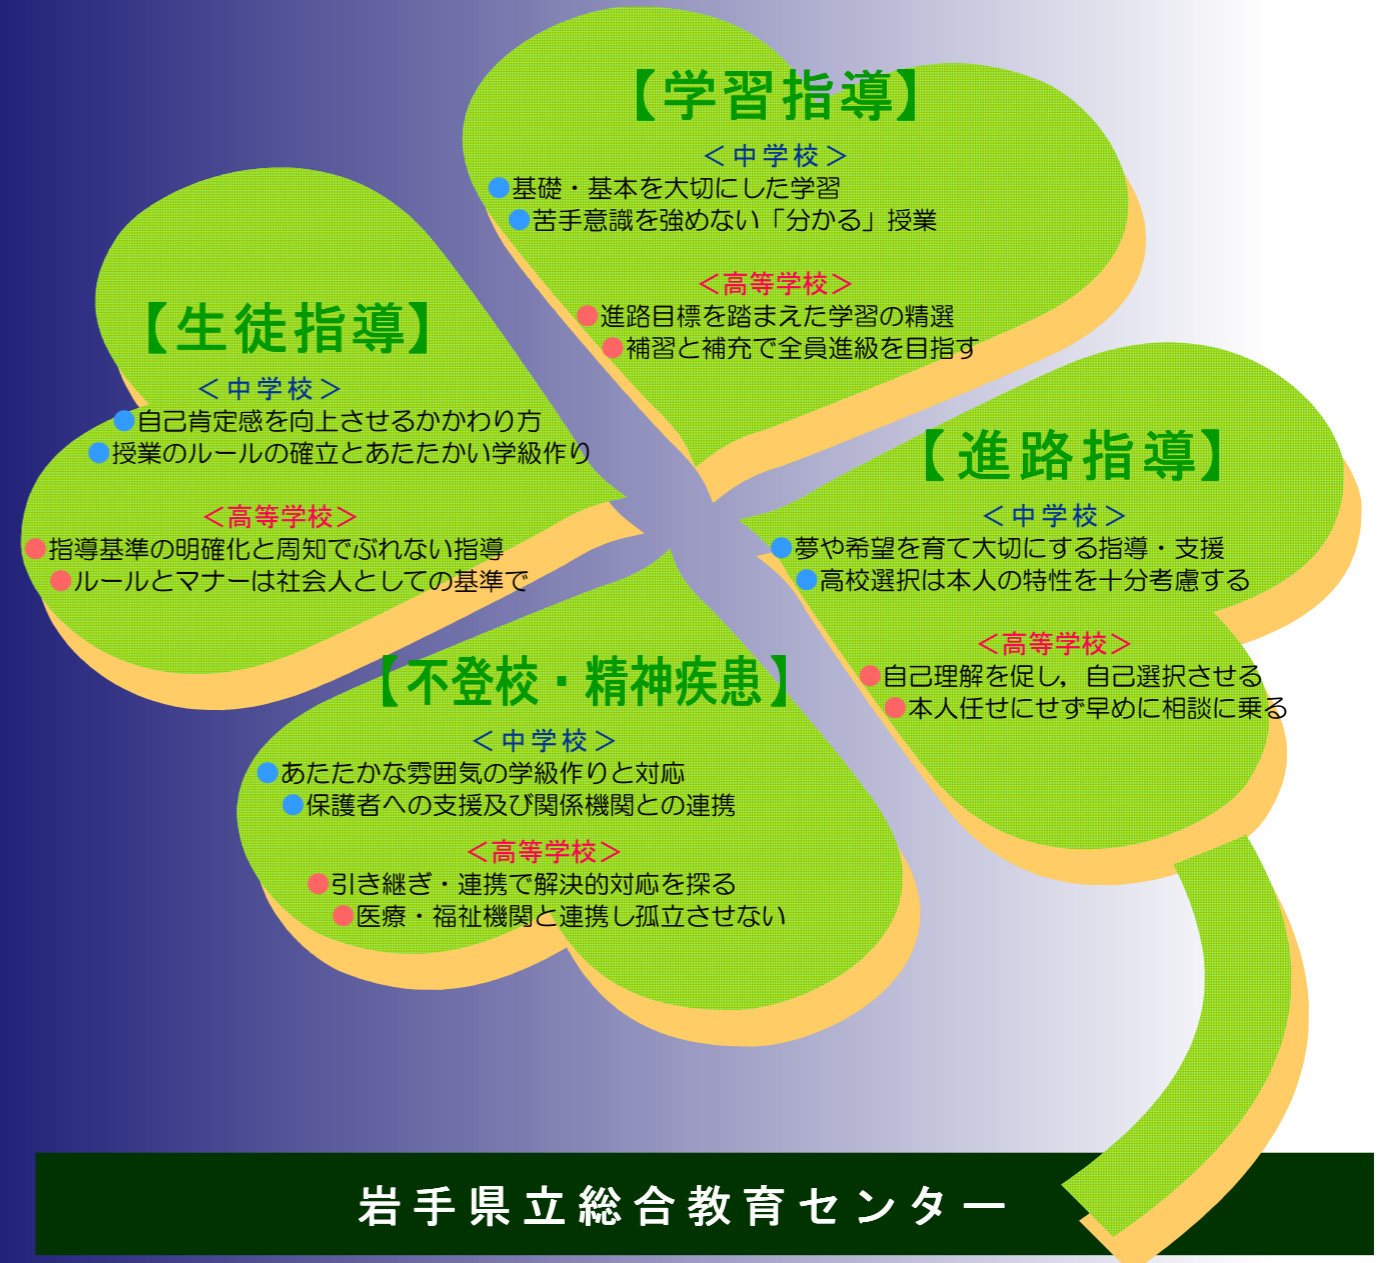 【学習指導】
＜中学校＞
●基礎・基本を大切にした学習
●苦手意識を強めない「分かる」授業
＜高等学校＞
●進路目標を踏まえた学習の精選
●補習と補充で全員進級を目指す
【生徒指導】
＜中学校＞
●自己肯定感を向上させるかかわり方
●授業のルールの確立とあたたかい学級作り
＜高等学校＞
●指導基準の明確化と周知でぶれない指導
●ルールとマナーは社会人としての基準で
【進路指導】
＜中学校＞
●夢や希望を育て大切にする指導・支援
●高校選択は本人の特性を十分考慮する
＜高等学校＞
●自己理解を促し，自己選択させる
●本人任せにせず早めに相談に乗る
【不登校・精神疾患】
＜中学校＞
●あたたかな雰囲気の学級作りと対応
●保護者への支援及び関係機関との連携
＜高等学校＞
●引き継ぎ・連携で解決的対応を探る
●医療・福祉機関と連携し孤立させない
岩手県立総合教育センター